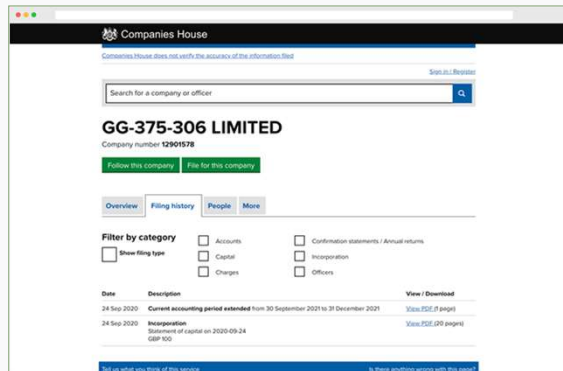 Companies House
Companies House does not verify the accuracy of the information filed
Sign in / Register
Search for a company or officer
GG-375-306 LIMITED
Company number 12901578
Follow this company File for this company
Overview Filing history People More
Filter by category
Show filing type
Accounts Confirmation statements / Annual returns
Capital Incorporation
Charges Officers
Date Description View / Download
24 Sep 2020 Current accounting period extended from 30 September 2021 to 31 December 2021 View PDF (1 page)
24 Sep 2020 Incorporation View PDF (20 pages)
Statement of capital on 2020-09-24
GBP 100
Tell us what you think of this service Is there anything wrong with this page?